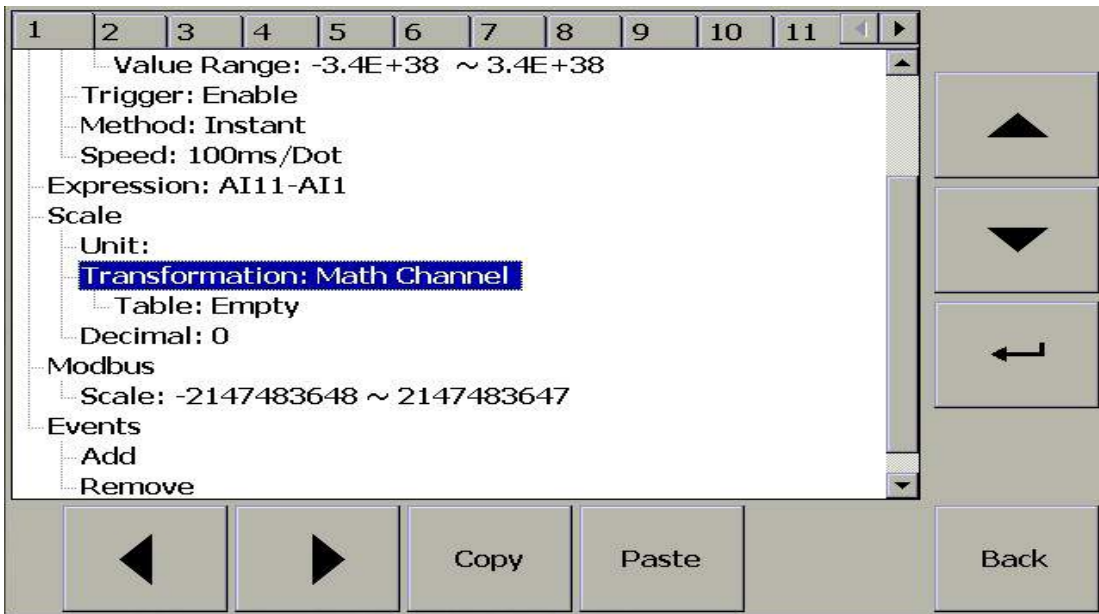 1 2 3 4 5 6 7 8 9 10 11
Value Range: -3.4E+38 ~ 3.4E+38
Trigger: Enable
Method: Instant
Speed: 100ms/Dot
Expression: AI11-AI1
Scale
Unit:
Transformation: Math Channel
Table: Empty
Decimal: 0
Modbus
Scale: -2147483648 ~ 2147483647
Events
Add
Remove
Copy Paste Back